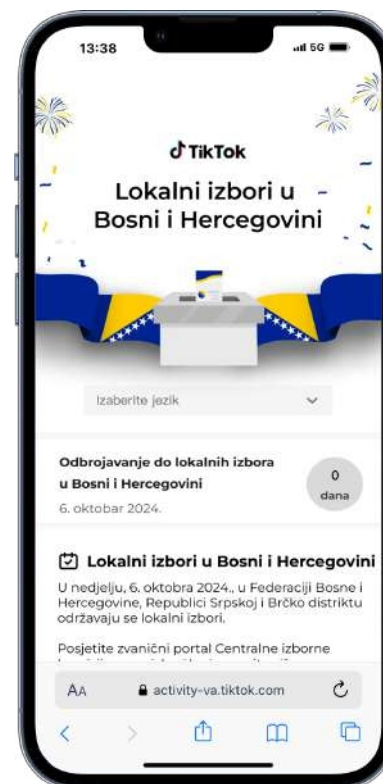 13:38
5G
TikTok
Lokalni izbori u
Bosni i Hercegovini
Izaberite jezik
Odbrojavanje do lokalnih izbora
u Bosni i Hercegovini
6. oktobar 2024.
0
dana
Lokalni izbori u Bosni i Hercegovini
U nedjelju, 6. oktobra 2024., u Federaciji Bosne i
Hercegovine, Republici Srpskoj i Brčko distriktu
održavaju se lokalni izbori.
Posjetite zvanični portal Centralne izborne
AA
activity-va.tiktok.com